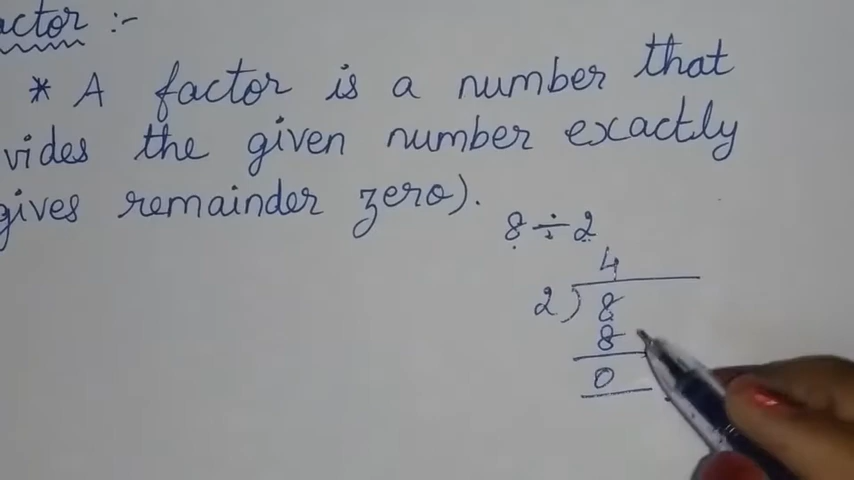 actor :-
* A factor is a number that
vides the given number exactly
gives remainder zero).
8 ÷ 2
4
2 ) 8
8
0